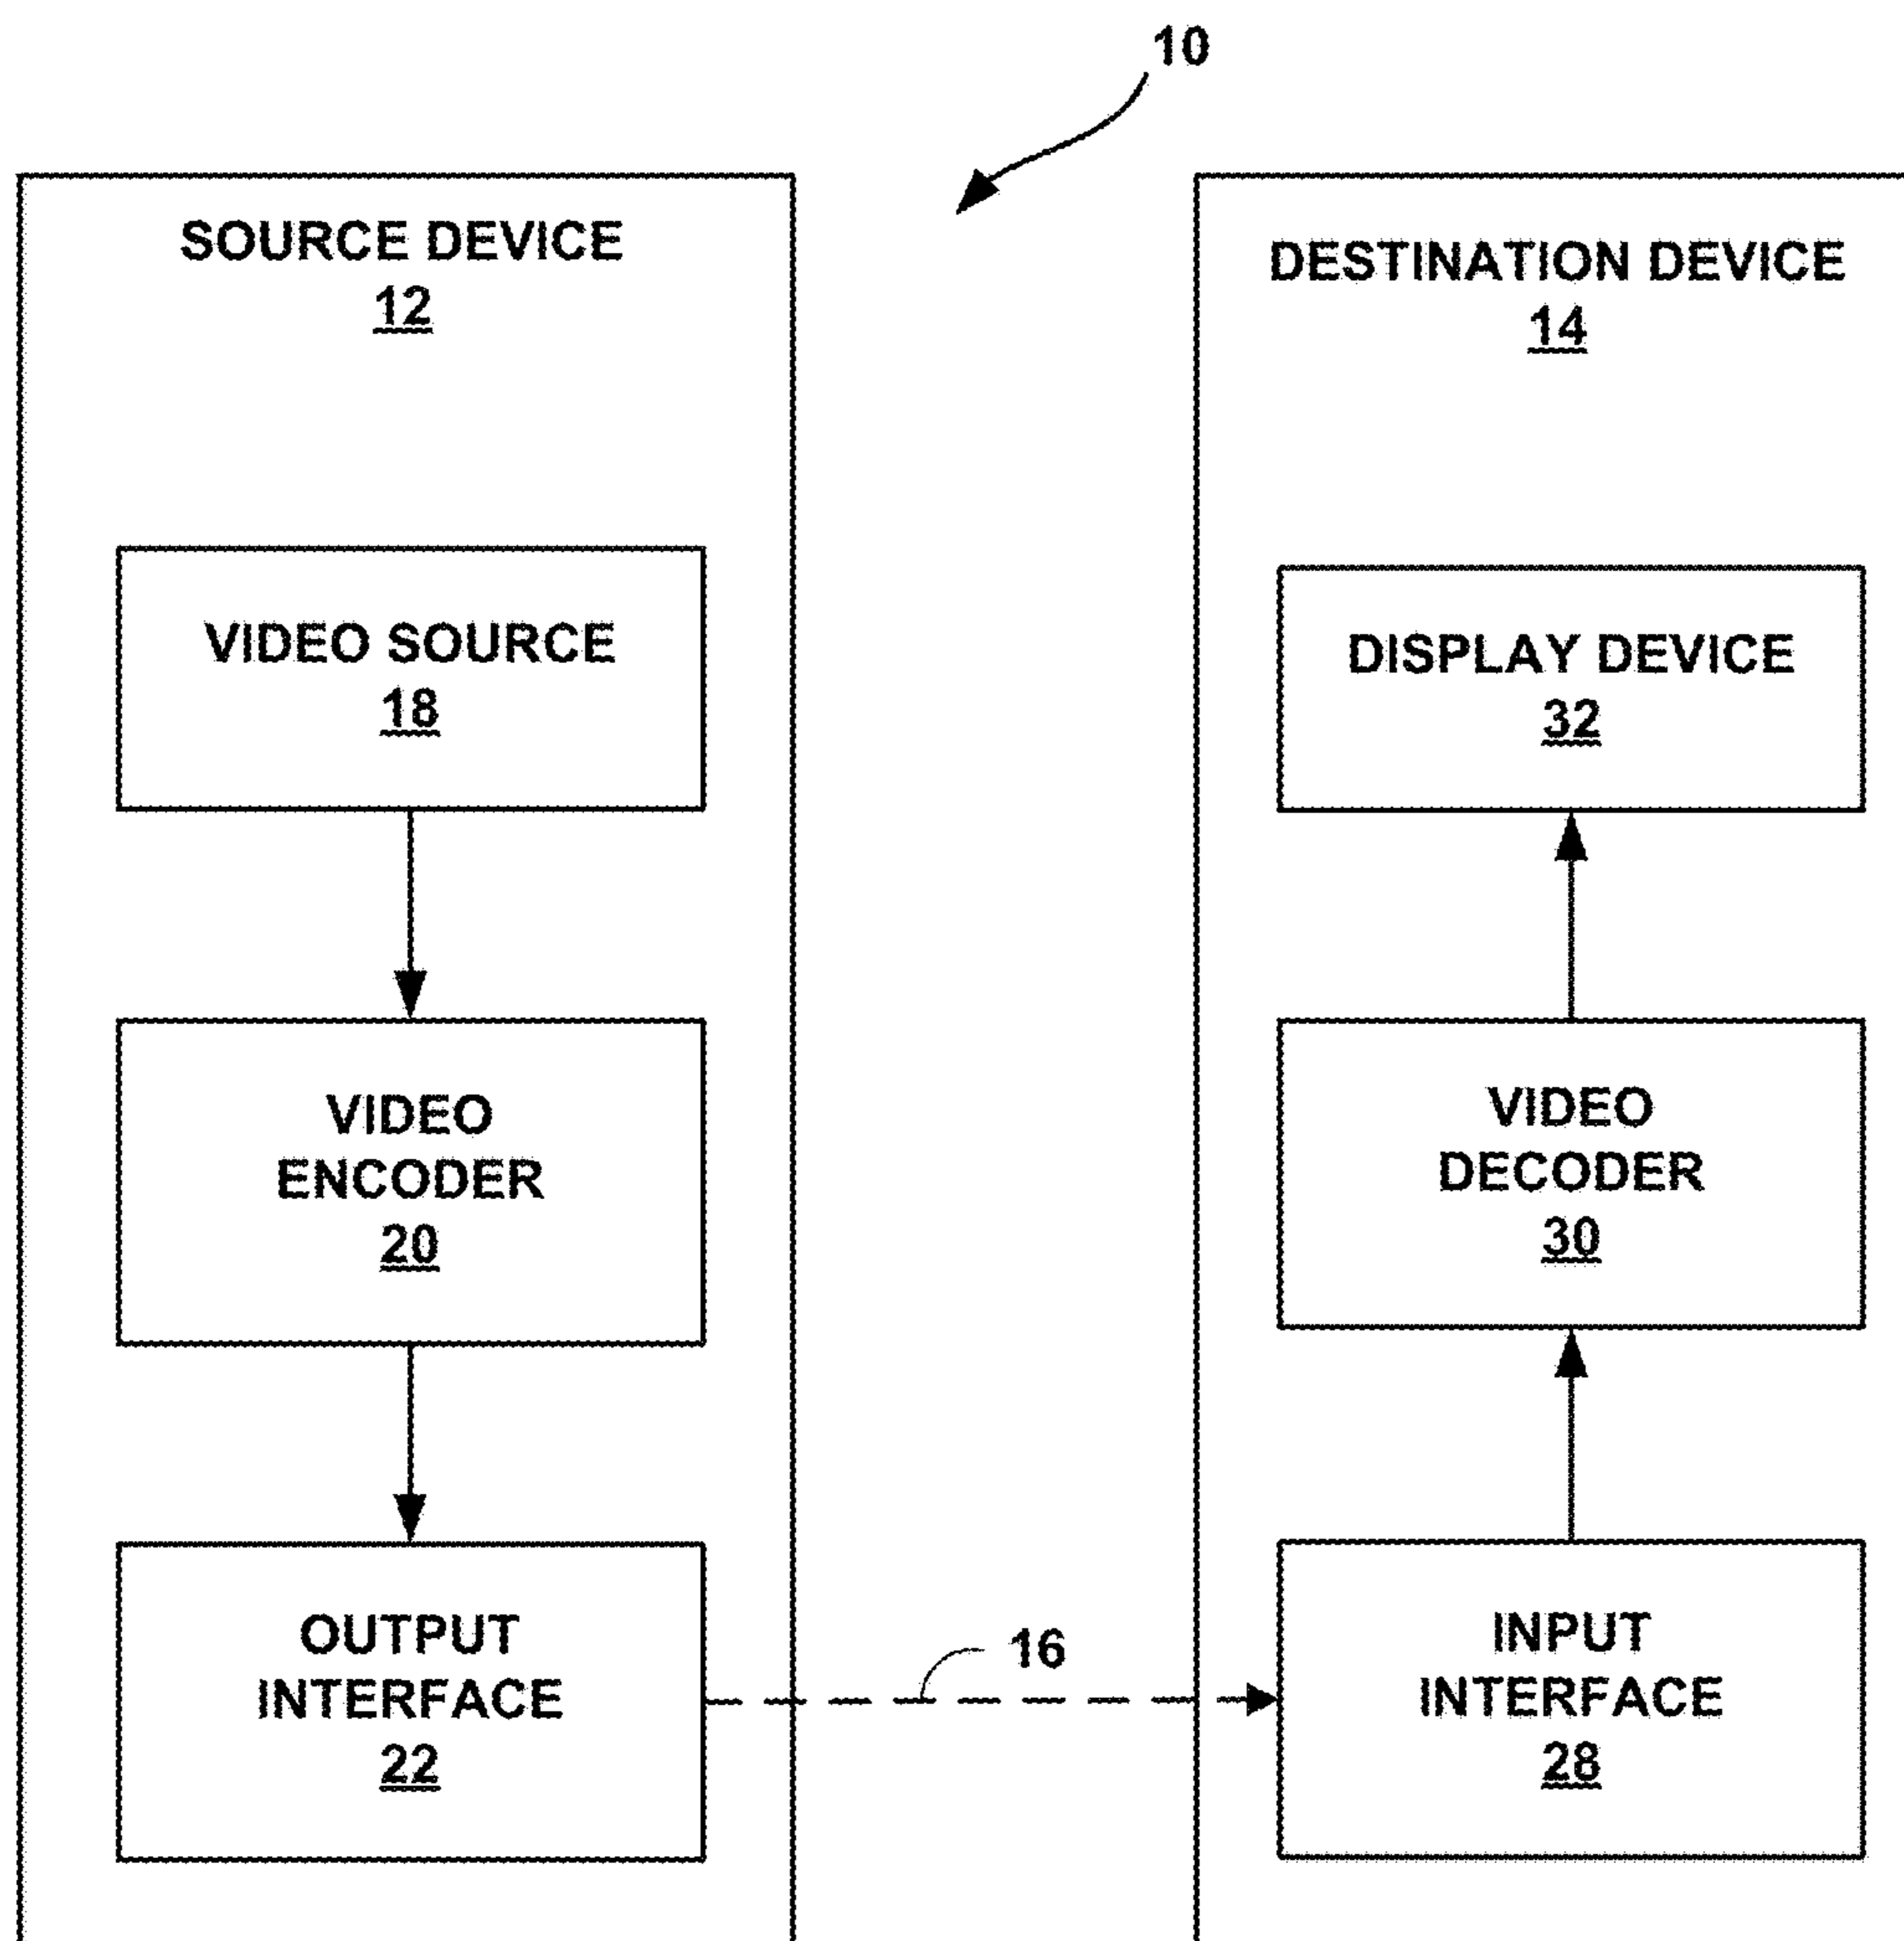 10
SOURCE DEVICE
12
VIDEO SOURCE
18
VIDEO
ENCODER
20
OUTPUT
INTERFACE
22
16
DESTINATION DEVICE
14
DISPLAY DEVICE
32
VIDEO
DECODER
30
INPUT
INTERFACE
28